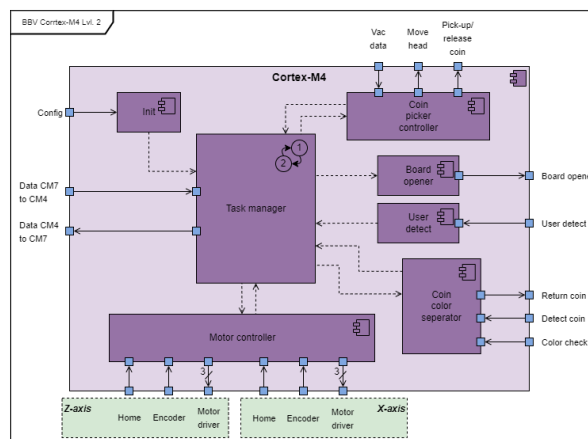 BBV Corrtex-M4 Lvl. 2
Vac
data
Move
head
Pick-up/
release
coin
Cortex-M4
Config
Init
Coin
picker
controller
1
2
Task manager
Board
opener
Board opene
Data CM7
to CM4
User
detect
User detect
Data CM4
to CM7
Coin
color
seperator
Return coin
Detect coin
Color check
Motor controller
3
3
Z-axis
Home
Encoder
Motor
driver
Home
Encoder
Motor
driver
X-axis